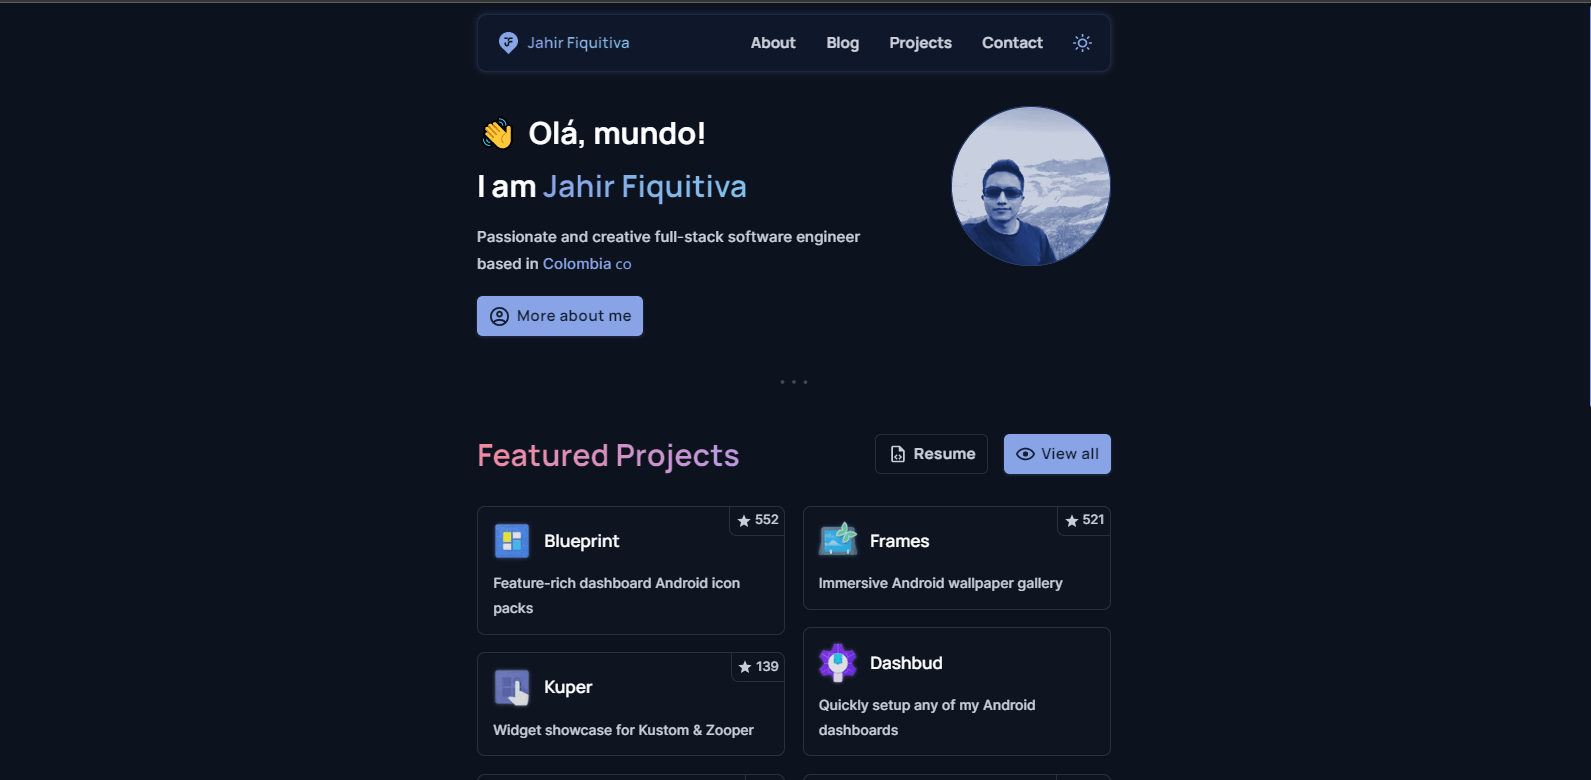 Jahir Fiquitiva
About Blog Projects Contact
👋 Olá, mundo!
I am Jahir Fiquitiva
Passionate and creative full-stack software engineer
based in Colombia co
More about me
Featured Projects
Resume
View all
552
Blueprint
Feature-rich dashboard Android icon
packs
521
Frames
Immersive Android wallpaper gallery
139
Kuper
Widget showcase for Kustom & Zooper
Dashbud
Quickly setup any of my Android
dashboards